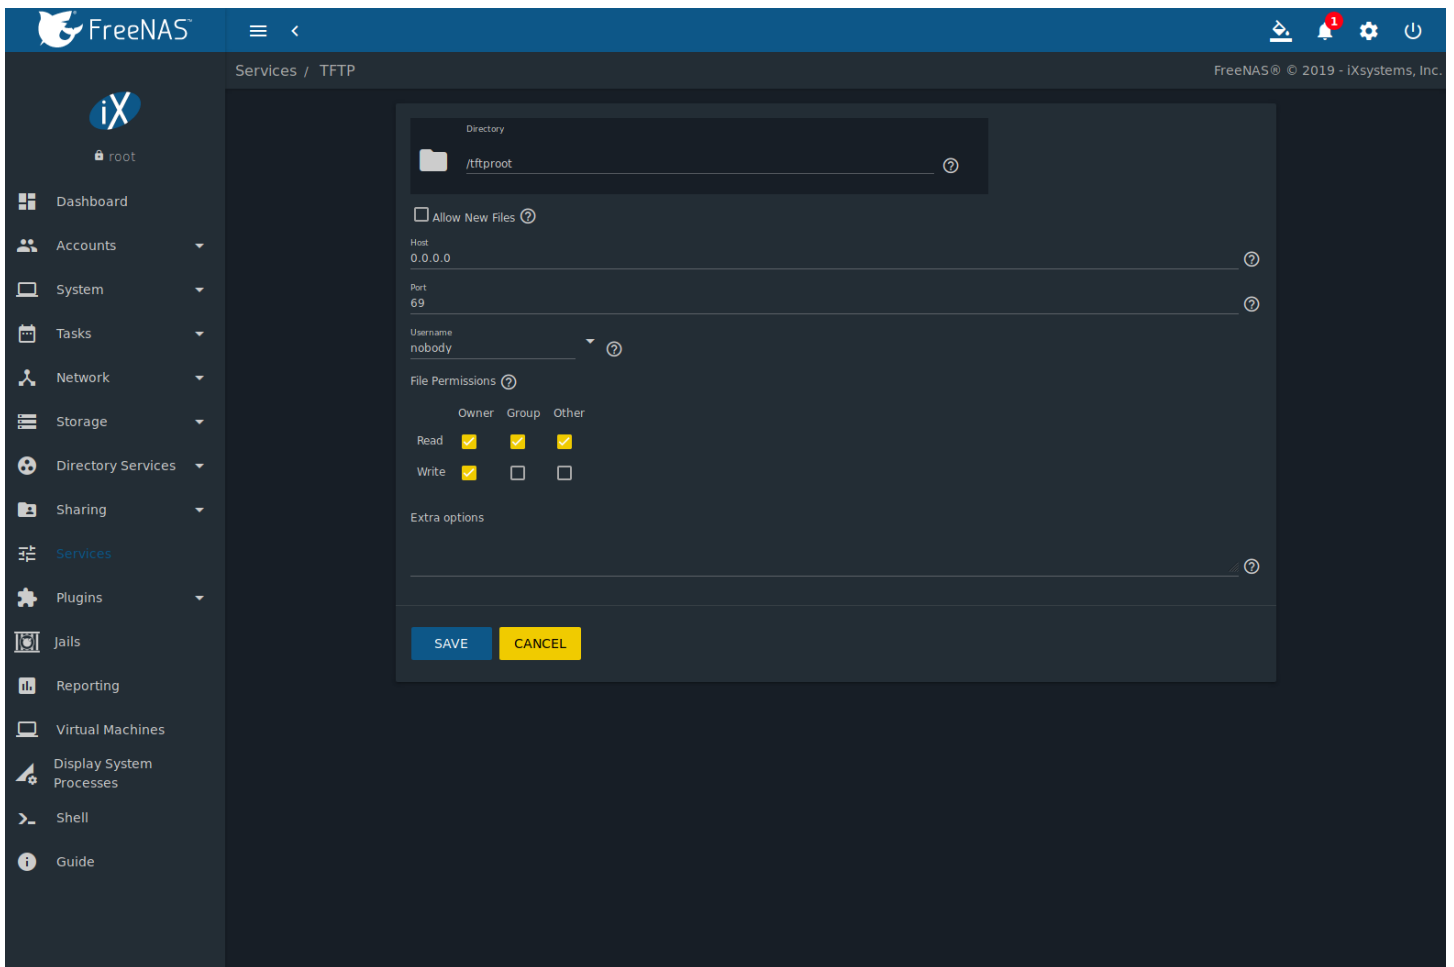 FreeNAS™
1
Services / TFTP
FreeNAS® © 2019 - iXsystems, Inc.
iX
root
Dashboard
Accounts
System
Tasks
Network
Storage
Directory Services
Sharing
Services
Plugins
Jails
Reporting
Virtual Machines
Display System
Processes
Shell
Guide
Directory
/tftproot
Allow New Files
Host
0.0.0.0
Port
69
Username
nobody
File Permissions
Owner Group Other
Read
Write
Extra options
SAVE CANCEL